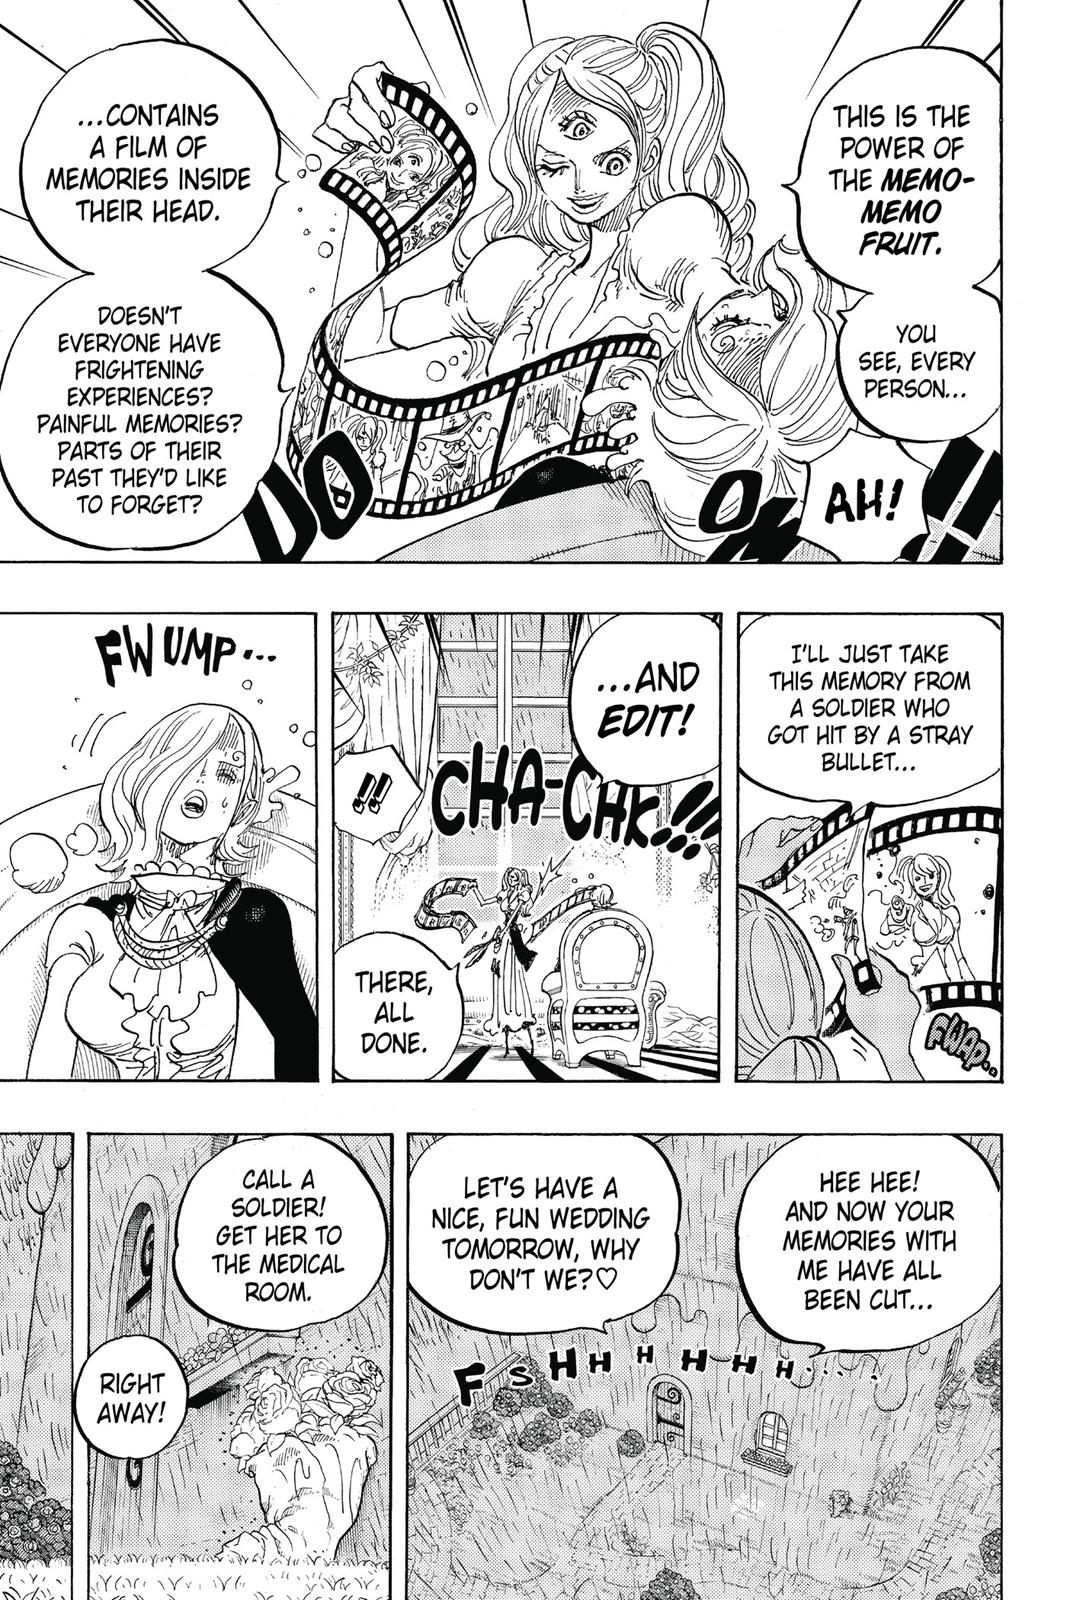 THIS IS THE
POWER OF
THE MEMO-
MEMO
FRUIT.
YOU
SEE, EVERY
PERSON...
AH!
...CONTAINS
A FILM OF
MEMORIES INSIDE
THEIR HEAD.
DOESN'T
EVERYONE HAVE
FRIGHTENING
EXPERIENCES?
PAINFUL MEMORIES?
PARTS OF THEIR
PAST THEY'D LIKE
TO FORGET?
I'LL JUST TAKE
THIS MEMORY FROM
A SOLDIER WHO
GOT HIT BY A STRAY
BULLET...
FWAP...
...AND
EDIT!
CHA-CHK!!!
!!
THERE,
ALL
DONE.
FWUMP...
HEE HEE!
AND NOW YOUR
MEMORIES WITH
ME HAVE ALL
BEEN CUT...
LET'S HAVE A
NICE, FUN WEDDING
TOMORROW, WHY
DON'T WE?♡
FSHHHHHH...
CALL A
SOLDIER!
GET HER TO
THE MEDICAL
ROOM.
RIGHT
AWAY!